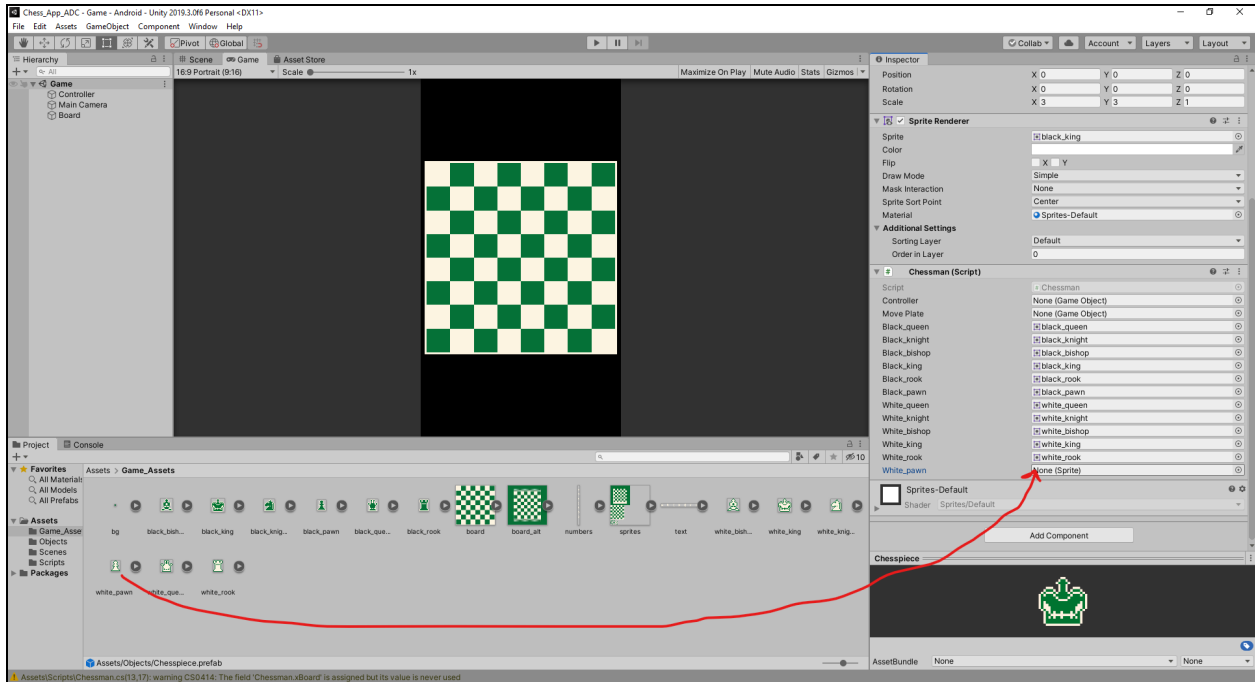 Chess_App_ADC - Game - Android - Unity 2019.3.0f6 Personal <DX11>
File Edit Assets GameObject Component Window Help
Pivot Global Collab Account Layers Layout
Hierarchy
All
Game
Controller
Main Camera
Board
Scene Game Asset Store
16:9 Portrait (9:16) Scale 1x Maximize On Play Mute Audio Stats Gizmos
Inspector
Position X 0 Y 0 Z 0
Rotation X 0 Y 0 Z 0
Scale X 3 Y 3 Z 1
Sprite Renderer
Sprite black_king
Color
Flip X Y
Draw Mode Simple
Mask Interaction None
Sprite Sort Point Center
Material Sprites-Default
Additional Settings
Sorting Layer Default
Order in Layer 0
# Chessman (Script)
Script Chessman
Controller None (Game Object)
Move Plate None (Game Object)
Black_queen black_queen
Black_knight black_knight
Black_bishop black_bishop
Black_king black_king
Black_rook black_rook
Black_pawn black_pawn
White_queen white_queen
White_knight white_knight
White_bishop white_bishop
White_king white_king
White_rook white_rook
White_pawn None (Sprite)
Sprites-Default
Shader Sprites/Default
Add Component
Chesspiece
AssetBundle None None
Project Console
10
Favorites
All Materials
All Models
All Prefabs
Assets
Game_Asse
Objects
Scenes
Scripts
Packages
Assets > Game_Assets
bg black_bish... black_king black_knig... black_pawn black_que... black_rook board board_alt numbers sprites text white_bish... white_king white_knig...
white_pawn white_que... white_rook
Assets/Objects/Chesspiece.prefab
Assets\Scripts\Chessman.cs(13,17): warning CS0414: The field 'Chessman.xBoard' is assigned but its value is never used